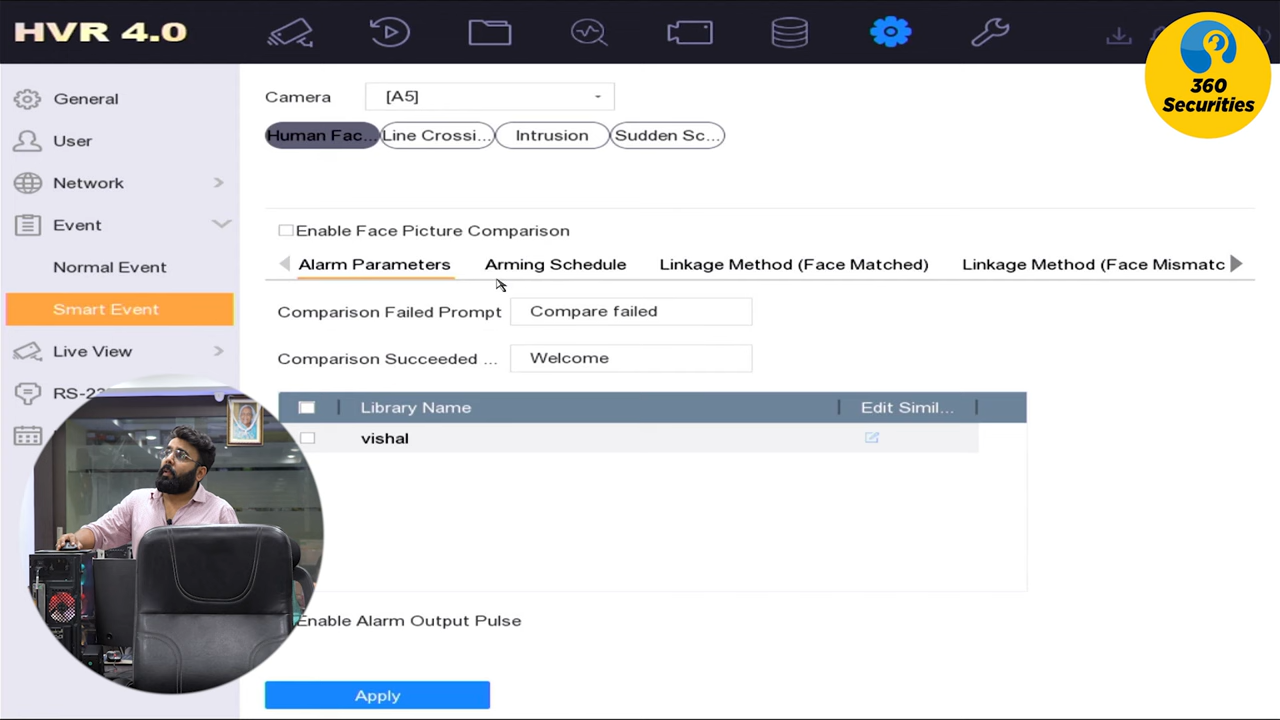 HVR 4.0
360
Securities
General
User
Network
Event
Normal Event
Smart Event
Live View
RS-23
Camera
[A5]
Human Fac...
Line Crossi...
Intrusion
Sudden Sc...
Enable Face Picture Comparison
Alarm Parameters
Arming Schedule
Linkage Method (Face Matched)
Linkage Method (Face Mismatc
Comparison Failed Prompt
Compare failed
Comparison Succeeded ...
Welcome
Library Name
Edit Simil...
vishal
Enable Alarm Output Pulse
Apply